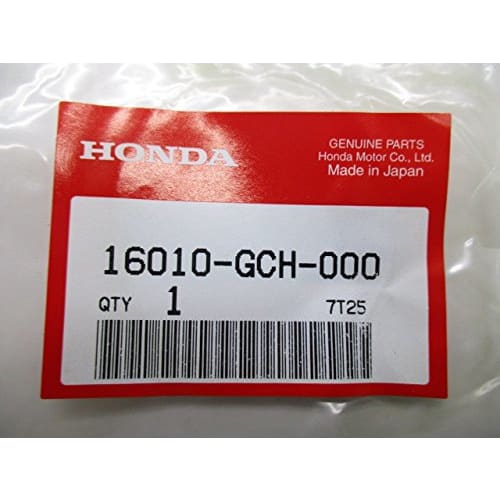 HONDA
GENUINE PARTS
Honda Motor Co., Ltd.
Made in Japan
16010-GCH-000
QTY 1 7T25